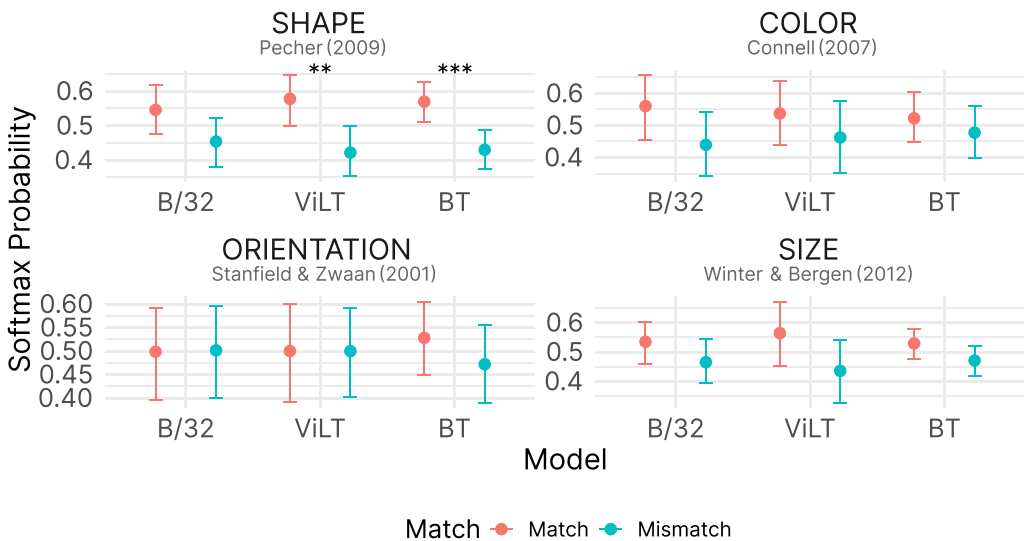 SHAPE
Pecher (2009)
** ***
0.6
0.5
0.4
B/32 ViLT BT
COLOR
Connell (2007)
0.6
0.5
0.4
B/32 ViLT BT
Softmax Probability
ORIENTATION
Stanfield & Zwaan (2001)
0.60
0.55
0.50
0.45
0.40
B/32 ViLT BT
SIZE
Winter & Bergen (2012)
0.6
0.5
0.4
B/32 ViLT BT
Model
Match Match Mismatch